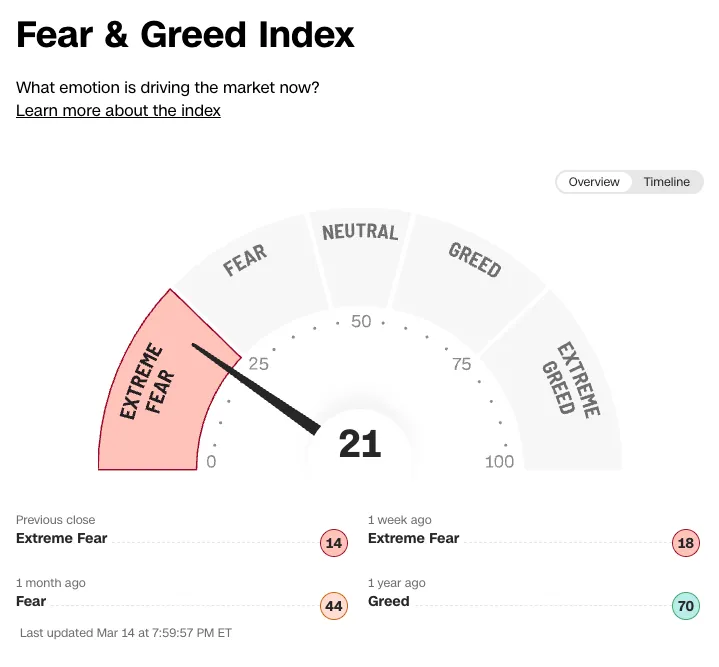 Fear & Greed Index
What emotion is driving the market now?
Learn more about the index
Overview
Timeline
EXTREME
FEAR
FEAR
NEUTRAL
GREED
EXTREME
GREED
0
25
50
75
100
21
Previous close
Extreme Fear
14
1 week ago
Extreme Fear
18
1 month ago
Fear
44
1 year ago
Greed
70
Last updated Mar 14 at 7:59:57 PM ET